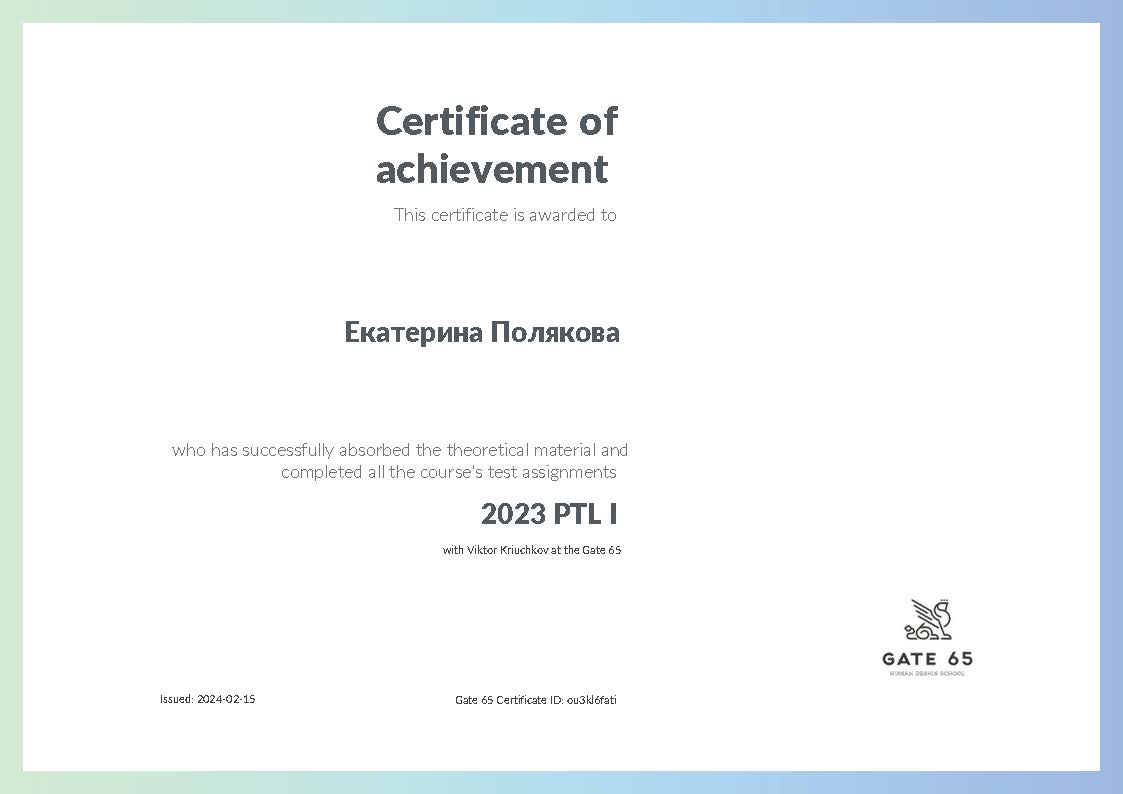 Certificate of
achievement
This certificate is awarded to
Екатерина Полякова
who has successfully absorbed the theoretical material and
completed all the course's test assignments
2023 PTL I
with Viktor Kriuchkov at the Gate 65
GATE 65
HUMAN DESIGN SCHOOL
Issued: 2024-02-15
Gate 65 Certificate ID: ou3kl6fati